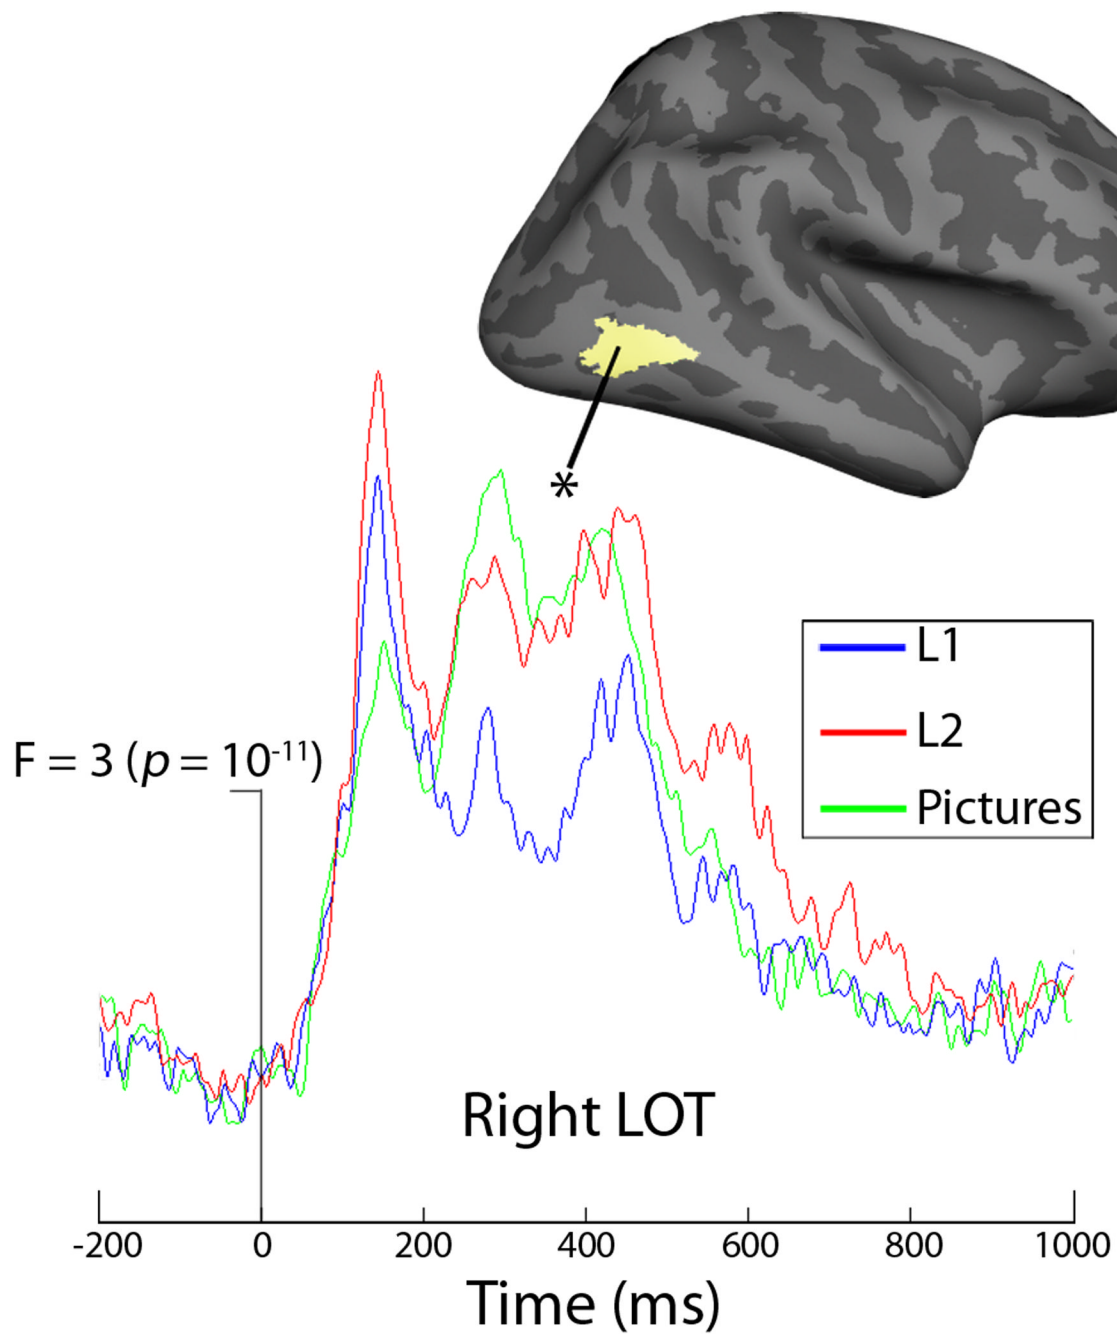 *
L1
L2
Pictures
F = 3 (p = 10⁻¹¹)
Right LOT
-200 0 200 400 600 800 1000
Time (ms)